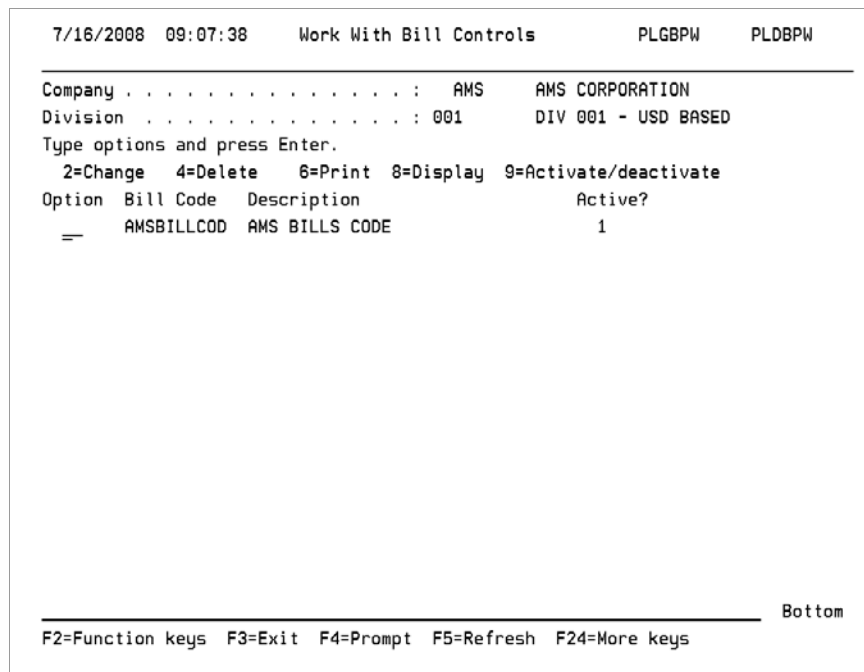 7/16/2008 09:07:38 Work With Bill Controls PLGBPW PLDBPW
Company . . . . . . . . . . . . . . . : AMS AMS CORPORATION
Division . . . . . . . . . . . . . . : 001 DIV 001 - USD BASED
Type options and press Enter.
2=Change 4=Delete 6=Print 8=Display 9=Activate/deactivate
Option Bill Code Description Active?
AMSBILLCOD AMS BILLS CODE 1
Bottom
F2=Function keys F3=Exit F4=Prompt F5=Refresh F24=More keys